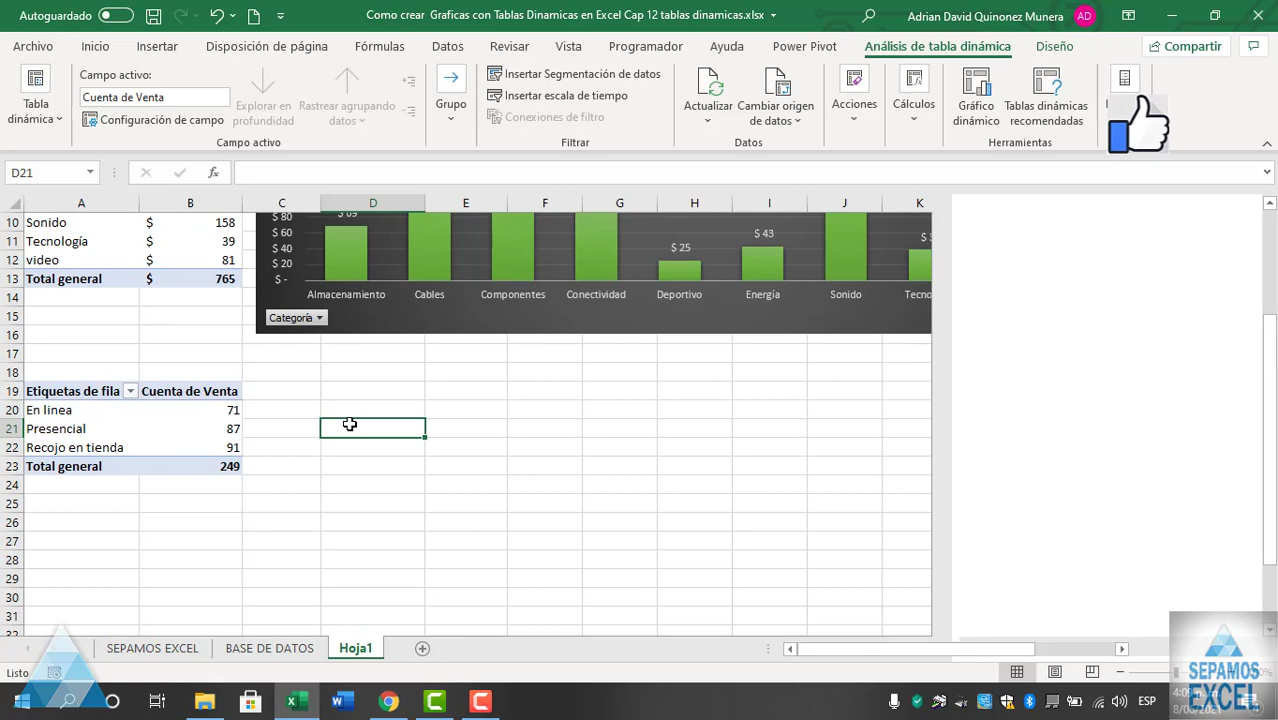 Autoguardado
Como crear Graficas con Tablas Dinamicas en Excel Cap 12 tablas dinamicas.xlsx
Adrian David Quinonez Munera AD
Archivo Inicio Insertar Disposición de página Fórmulas Datos Revisar Vista Programador Ayuda Power Pivot Análisis de tabla dinámica Diseño Compartir
Tabla dinámica
Campo activo:
Cuenta de Venta
Configuración de campo
Explorar en profundidad
Rastrear agrupando datos
Campo activo
Grupo
Insertar Segmentación de datos
Insertar escala de tiempo
Conexiones de filtro
Filtrar
Actualizar
Cambiar origen de datos
Datos
Acciones
Cálculos
Gráfico dinámico
Tablas dinámicas recomendadas
Herramientas
D21 fx
A B C D E F G H I J K
10 Sonido $ 158
11 Tecnología $ 39
12 video $ 81
13 Total general $ 765
14
15
16
17
18
19 Etiquetas de fila Cuenta de Venta
20 En linea 71
21 Presencial 87
22 Recojo en tienda 91
23 Total general 249
24
25
26
27
28
29
30
31
32
$ 80
$ 60
$ 40
$ 20
$ -
$ 69
$ 25
$ 43
Almacenamiento Cables Componentes Conectividad Deportivo Energía Sonido Tecno
Categoría
SEPAMOS EXCEL BASE DE DATOS Hoja1
Listo
SEPAMOS
EXCEL
ESP